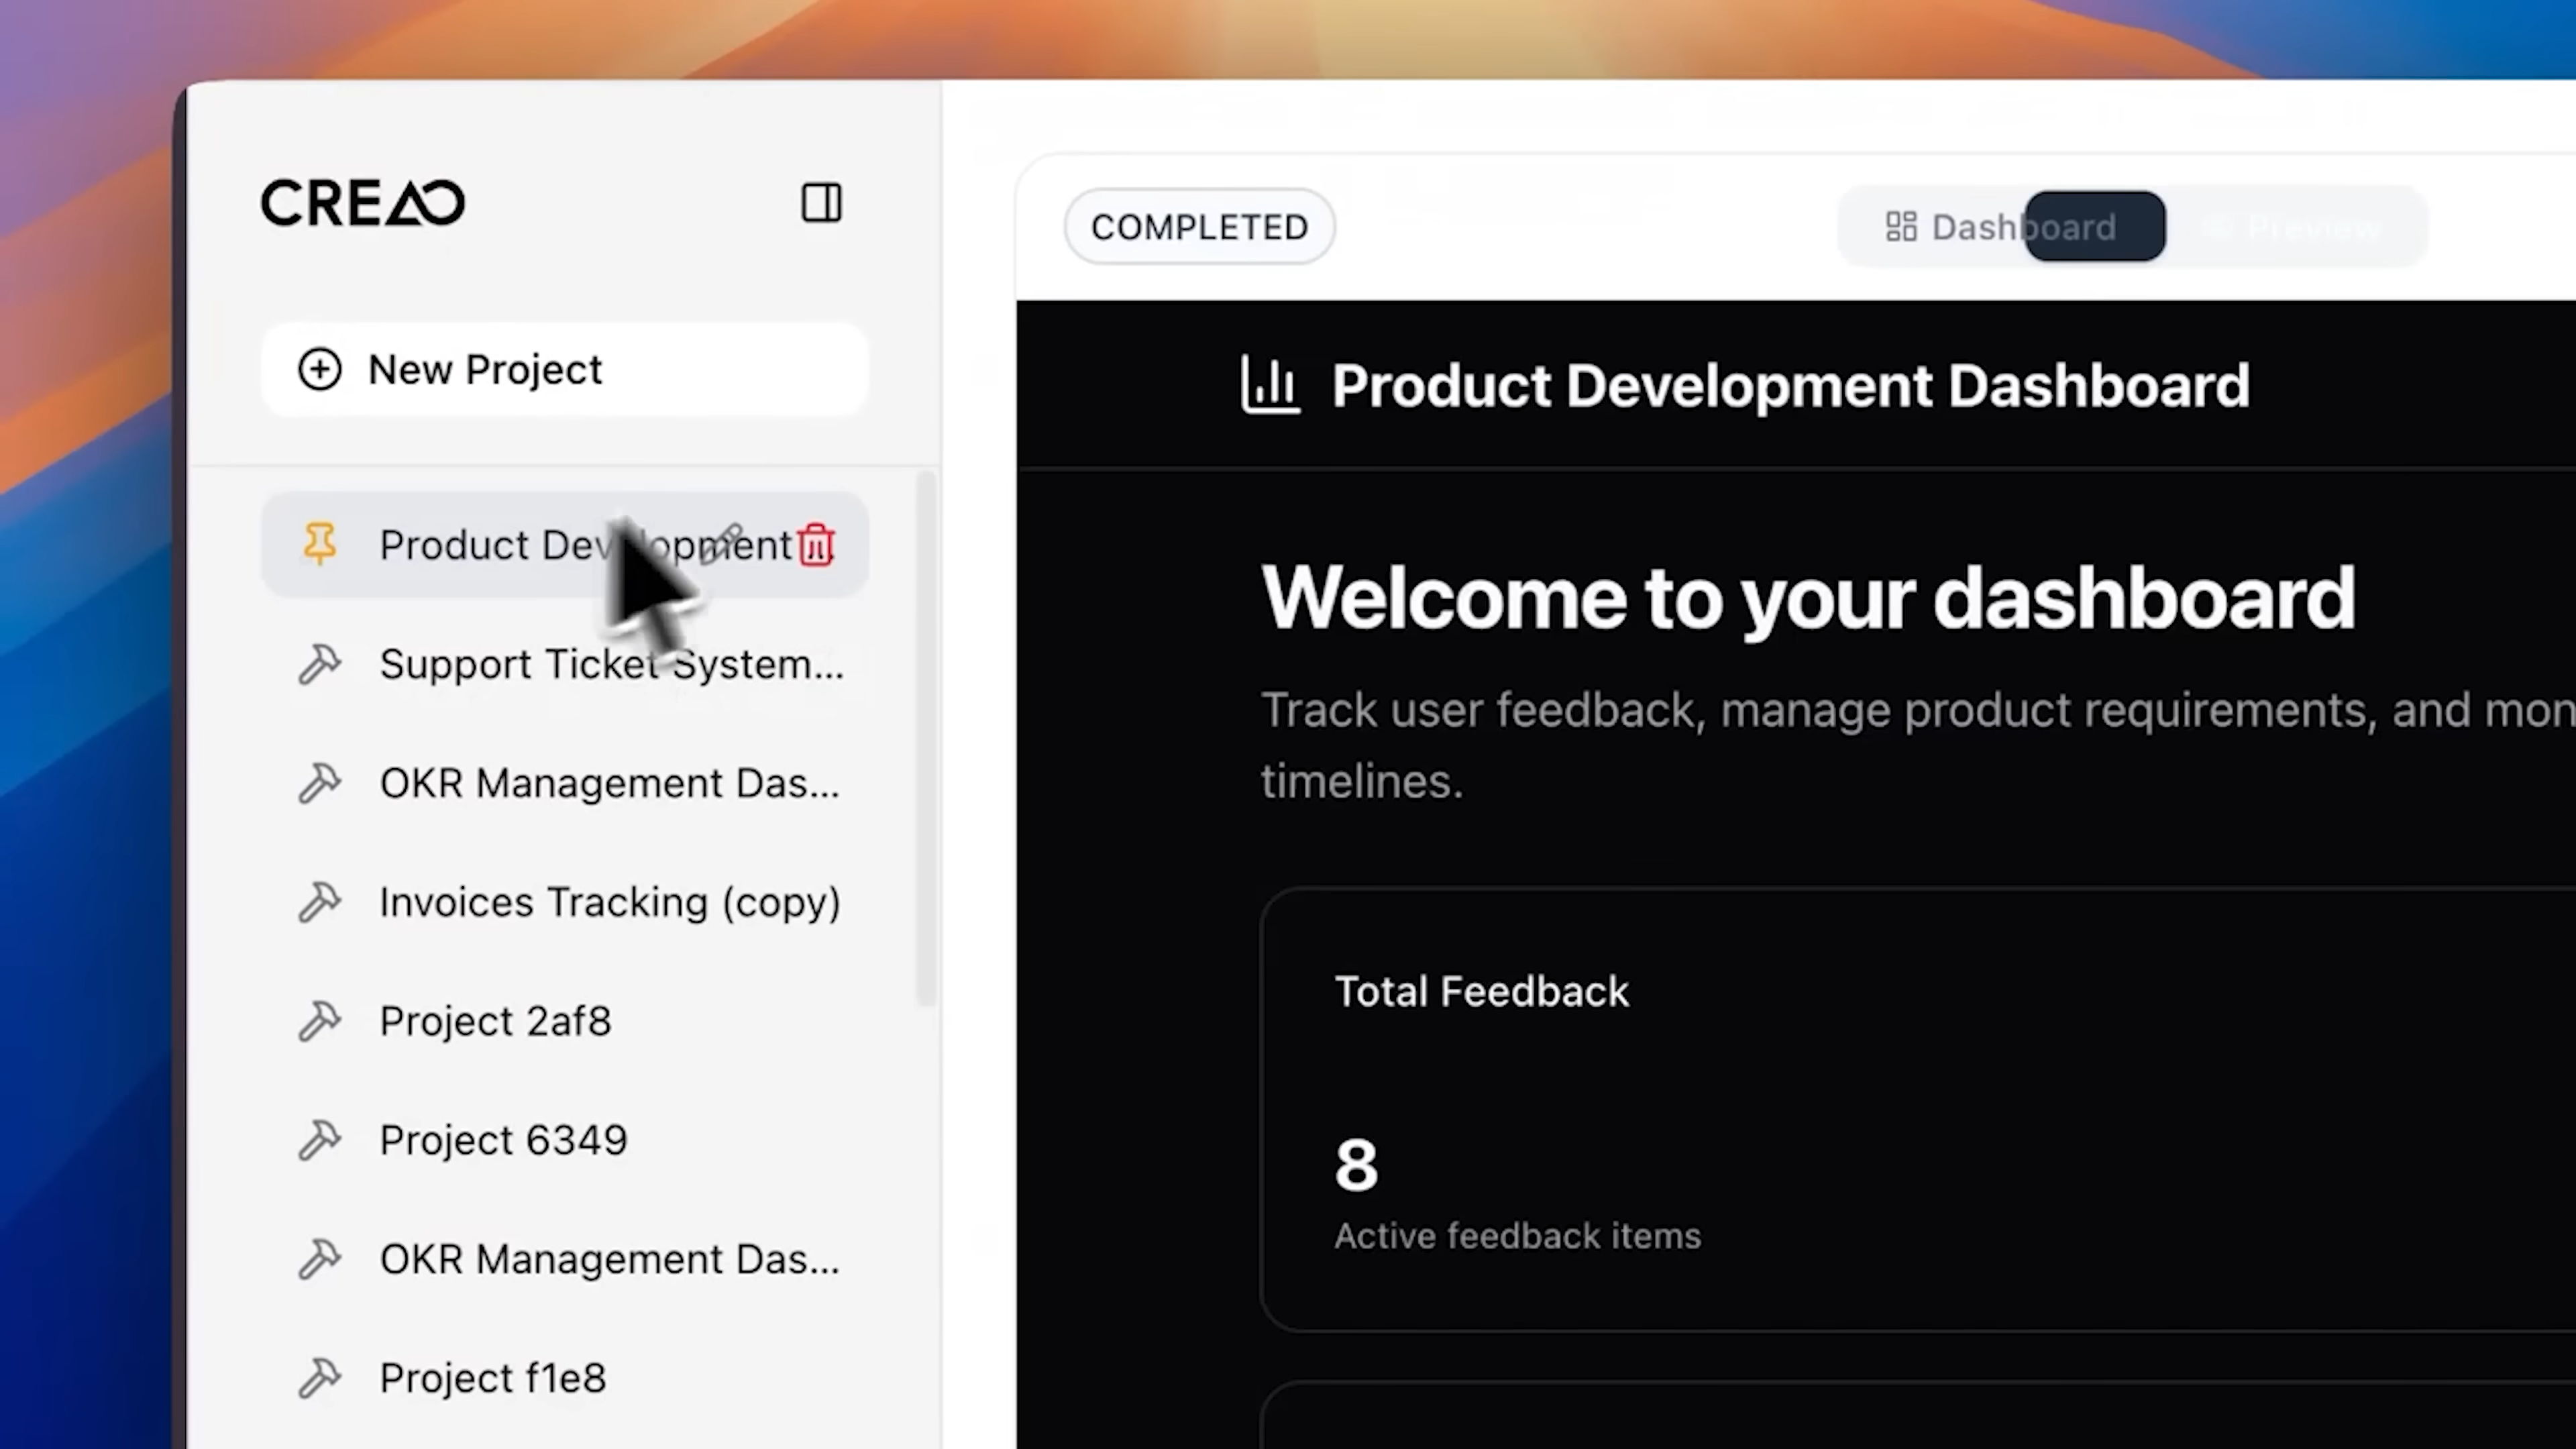 CREAO
New Project
Product Development...
Support Ticket System...
OKR Management Das...
Invoices Tracking (copy)
Project 2af8
Project 6349
OKR Management Das...
Project f1e8
COMPLETED
Dashboard
Preview
Product Development Dashboard
Welcome to your dashboard
Track user feedback, manage product requirements, and mon
timelines.
Total Feedback
8
Active feedback items